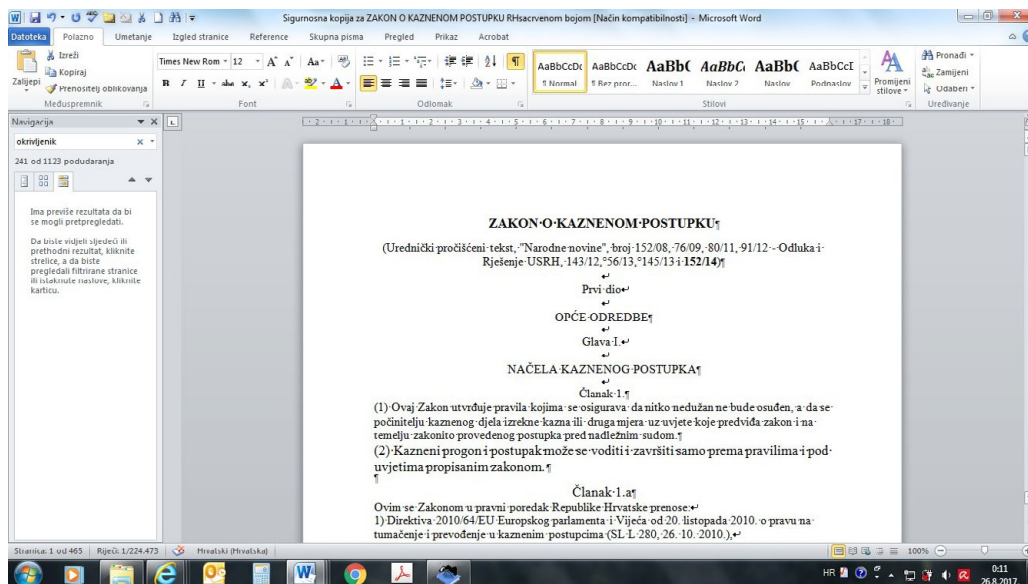 Sigurnosna kopija za ZAKON O KAZNENOM POSTUPKU RHsacrvenom bojom [Način kompatibilnosti] - Microsoft Word
Datoteka Polazno Umetanje Izgled stranice Reference Skupna pisma Pregled Prikaz Acrobat
Zalijepi
Izreži
Kopiraj
Prenositelj oblikovanja
Međuspremnik
Times New Rom 12
Font
Odlomak
AaBbCcDc AaBbCcDc AaBb( AaBbC AaBb( AaBbCcI
¶ Normal ¶ Bez pror... Naslov 1 Naslov 2 Naslov Podnaslov
Stilovi
Promijeni stilove
Pronađi
Zamijeni
Odaberi
Uređivanje
Navigacija
okrivljenik
241 od 1123 podudaranja
Ima previše rezultata da bi
se mogli pretpregledati.
Da biste vidjeli sljedeći ili
prethodni rezultat, kliknite
strelice, a da biste
pregledali filtrirane stranice
ili istaknute naslove, kliknite
karticu.
ZAKON·O·KAZNENOM·POSTUPKU¶
(Urednički·pročišćeni·tekst,·"Narodne·novine",·broj·152/08,·76/09,·80/11,·91/12·-·Odluka·i·
Rješenje·USRH,·143/12,°56/13,°145/13·i·152/14)¶
Prvi·dio↵
OPĆE·ODREDBE¶
Glava·I.↵
NAČELA·KAZNENOG·POSTUPKA¶
Članak·1.¶
(1)·Ovaj·Zakon·utvrđuje·pravila·kojima·se·osigurava·da·nitko·nedužan·ne·bude·osuđen,·a·da·se·
počinitelju·kaznenog·djela·izrekne·kazna·ili·druga·mjera·uz·uvjete·koje·predviđa·zakon·i·na·
temelju·zakonito·provedenog·postupka·pred·nadležnim·sudom.¶
(2)·Kazneni·progon·i·postupak·može·se·voditi·i·završiti·samo·prema·pravilima·i·pod·
uvjetima·propisanim·zakonom.¶
¶
Članak·1.a¶
Ovim·se·Zakonom·u·pravni·poredak·Republike·Hrvatske·prenose:↵
1)·Direktiva·2010/64/EU·Europskog·parlamenta·i·Vijeća·od·20.·listopada·2010.·o·pravu·na·
tumačenje·i·prevođenje·u·kaznenim·postupcima·(SL·L·280,·26.·10.·2010.),↵
Stranica: 1 od 465 Riječi: 1/224.473 Hrvatski (Hrvatska) 100%
HR 0:11
26.8.2017